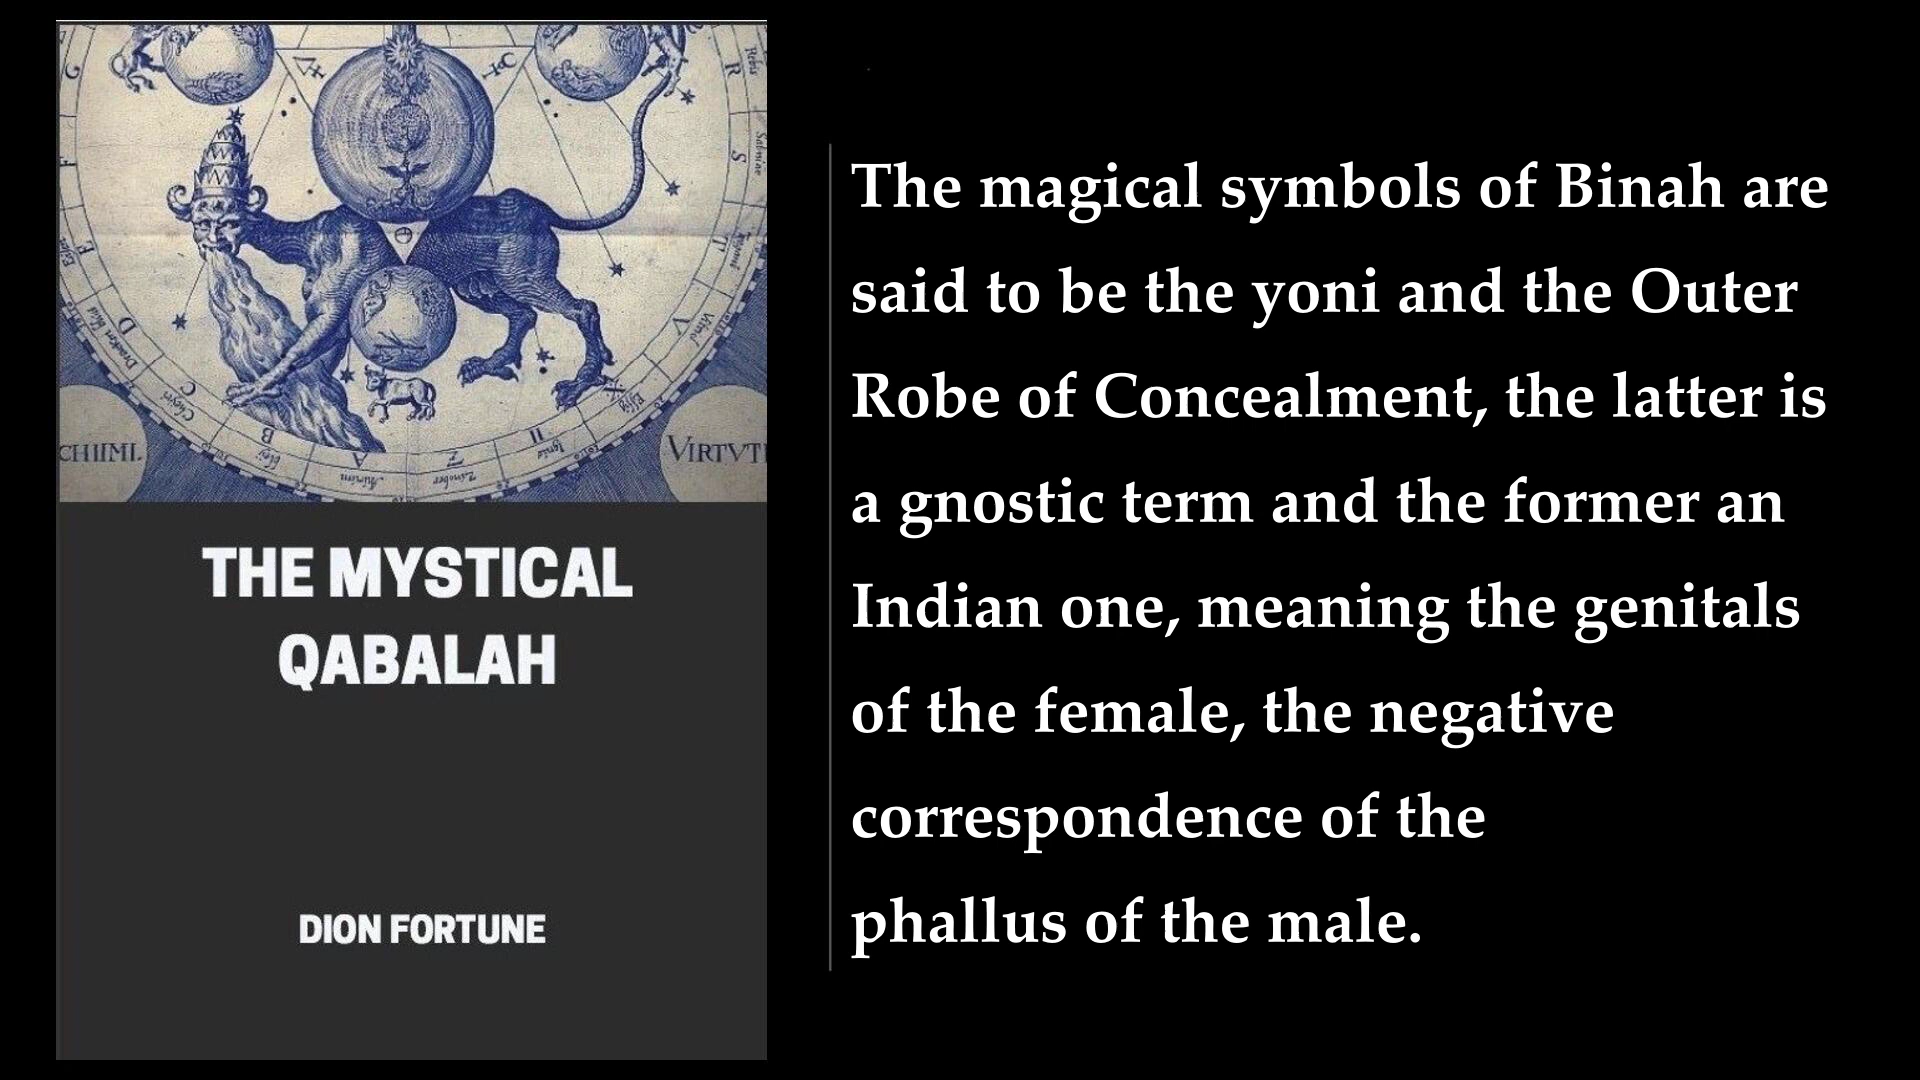 THE MYSTICAL
QABALAH
DION FORTUNE
CHIIMI.
VIRTVTI
The magical symbols of Binah are
said to be the yoni and the Outer
Robe of Concealment, the latter is
a gnostic term and the former an
Indian one, meaning the genitals
of the female, the negative
correspondence of the
phallus of the male.